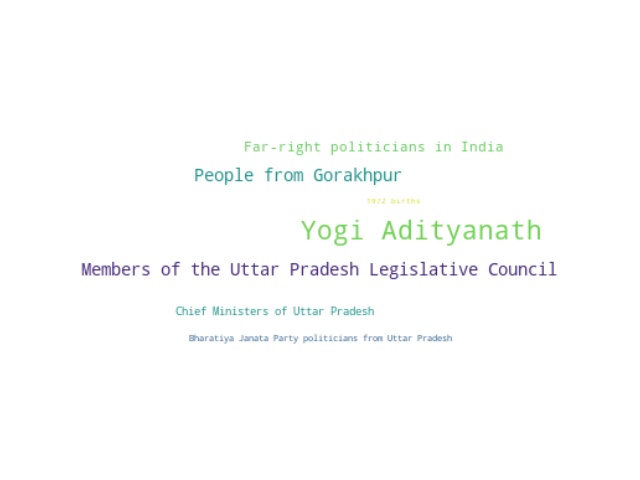 Far-right politicians in India
People from Gorakhpur
1972 births
Yogi Adityanath
Members of the Uttar Pradesh Legislative Council
Chief Ministers of Uttar Pradesh
Bharatiya Janata Party politicians from Uttar Pradesh